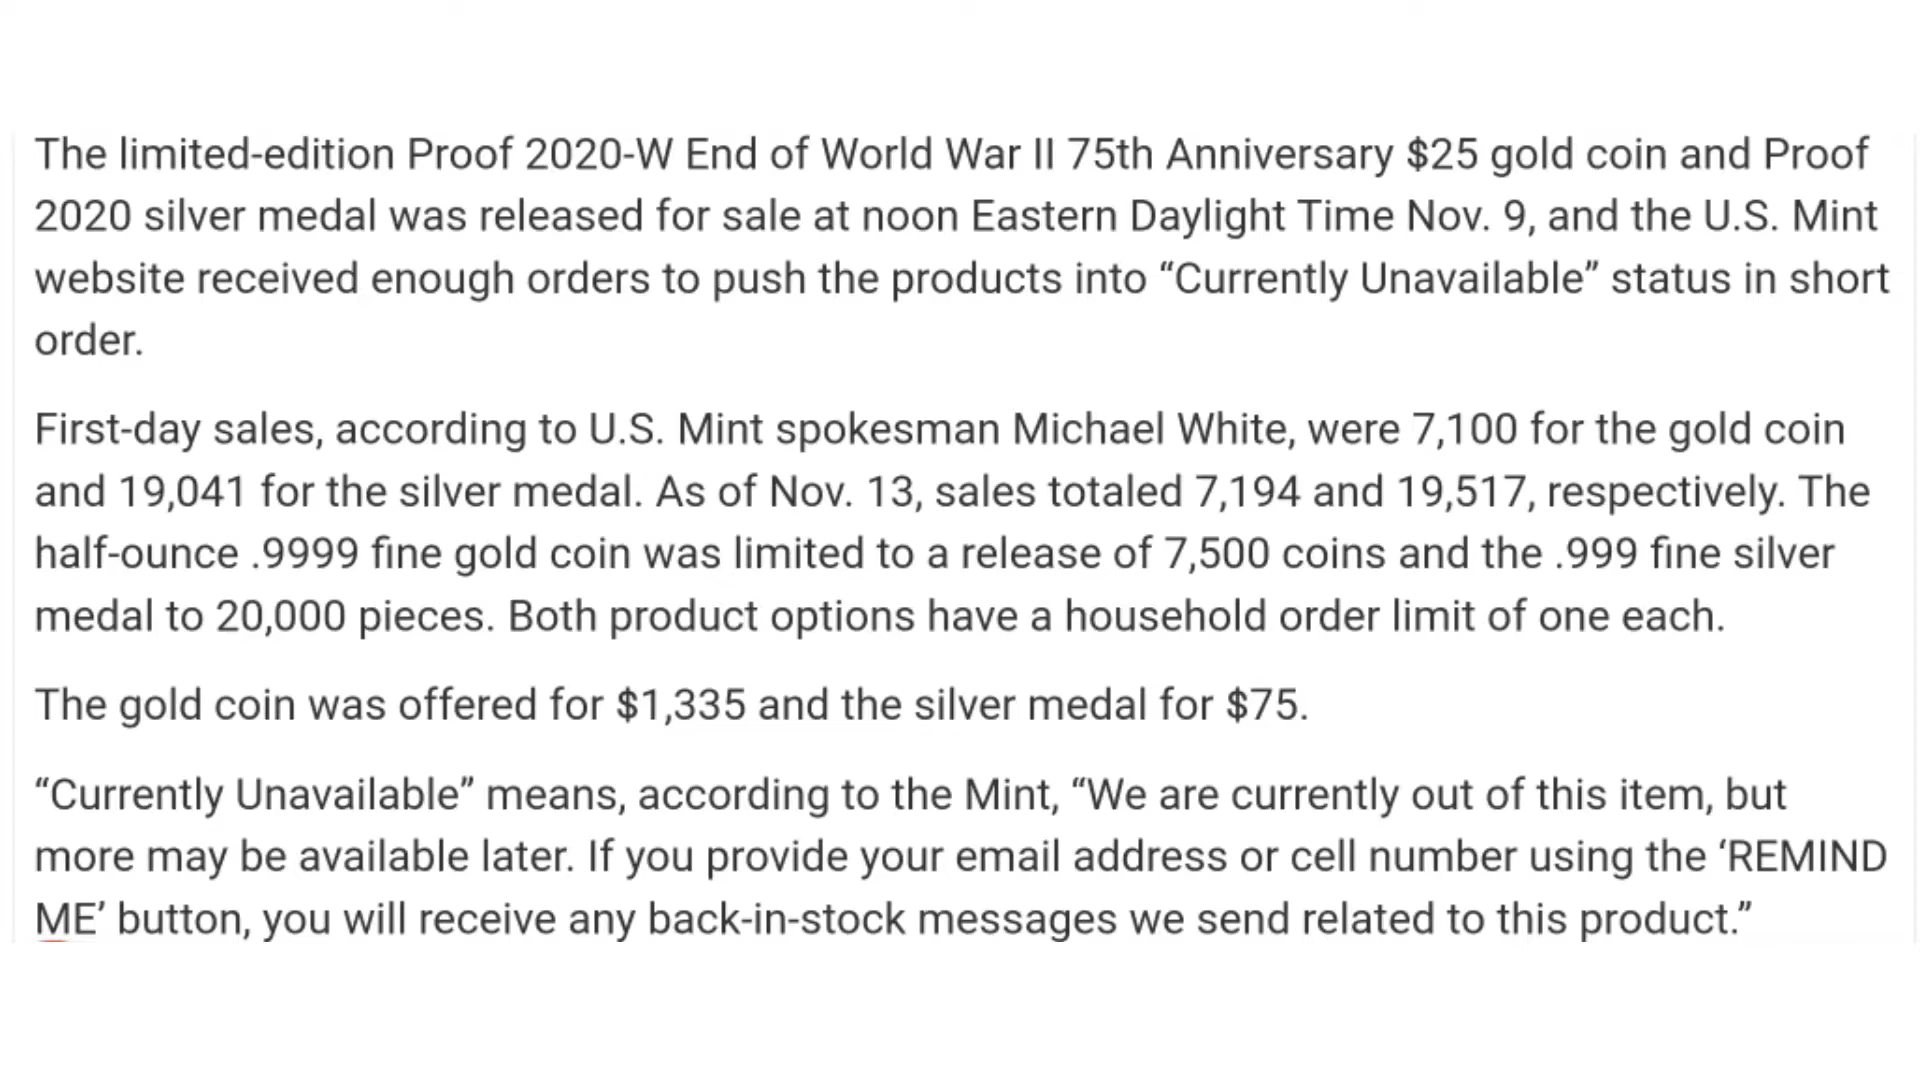 The limited-edition Proof 2020-W End of World War II 75th Anniversary $25 gold coin and Proof
2020 silver medal was released for sale at noon Eastern Daylight Time Nov. 9, and the U.S. Mint
website received enough orders to push the products into “Currently Unavailable” status in short
order.
First-day sales, according to U.S. Mint spokesman Michael White, were 7,100 for the gold coin
and 19,041 for the silver medal. As of Nov. 13, sales totaled 7,194 and 19,517, respectively. The
half-ounce .9999 fine gold coin was limited to a release of 7,500 coins and the .999 fine silver
medal to 20,000 pieces. Both product options have a household order limit of one each.
The gold coin was offered for $1,335 and the silver medal for $75.
“Currently Unavailable” means, according to the Mint, “We are currently out of this item, but
more may be available later. If you provide your email address or cell number using the ‘REMIND
ME’ button, you will receive any back-in-stock messages we send related to this product.”